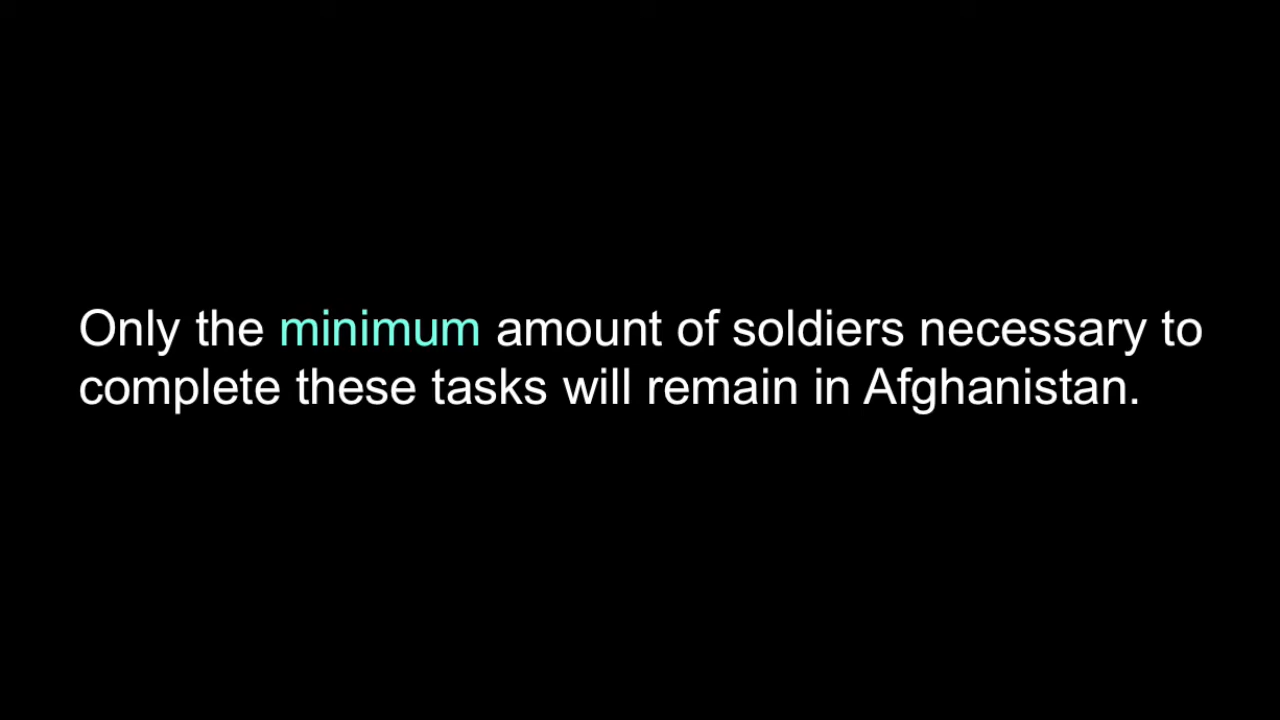 Only the minimum amount of soldiers necessary to
complete these tasks will remain in Afghanistan.